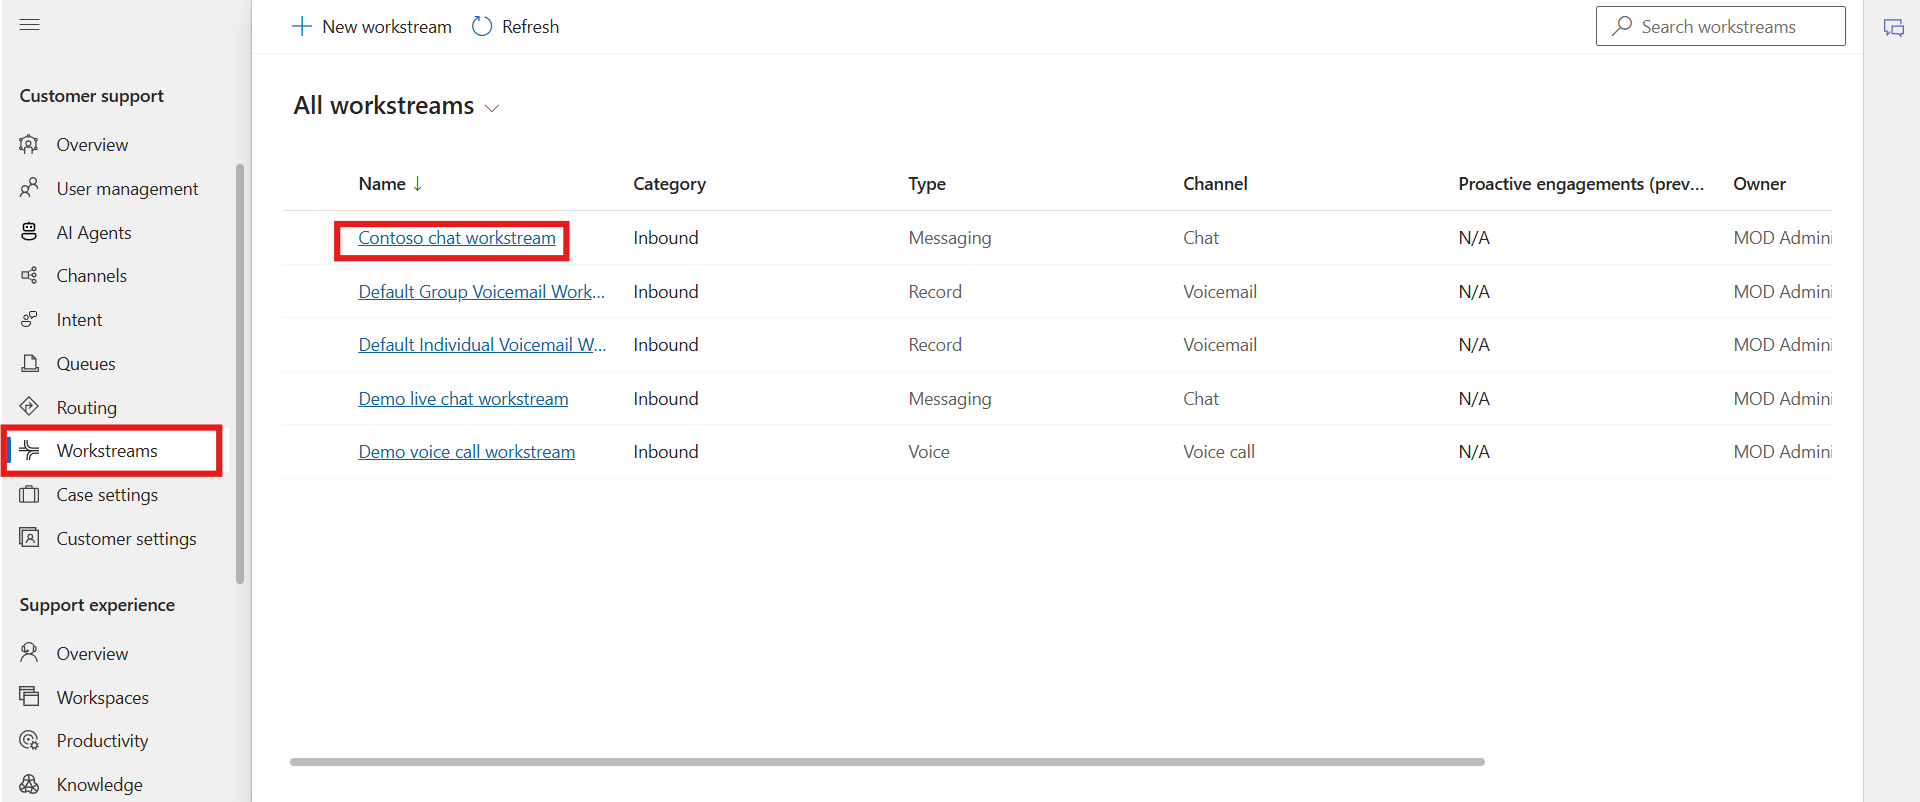 New workstream Refresh Search workstreams
Customer support
Overview
User management
AI Agents
Channels
Intent
Queues
Routing
Workstreams
Case settings
Customer settings
Support experience
Overview
Workspaces
Productivity
Knowledge
All workstreams
Name ↓ Category Type Channel Proactive engagements (prev... Owner
Contoso chat workstream Inbound Messaging Chat N/A MOD Admini
Default Group Voicemail Work... Inbound Record Voicemail N/A MOD Admini
Default Individual Voicemail W... Inbound Record Voicemail N/A MOD Admini
Demo live chat workstream Inbound Messaging Chat N/A MOD Admini
Demo voice call workstream Inbound Voice Voice call N/A MOD Admini